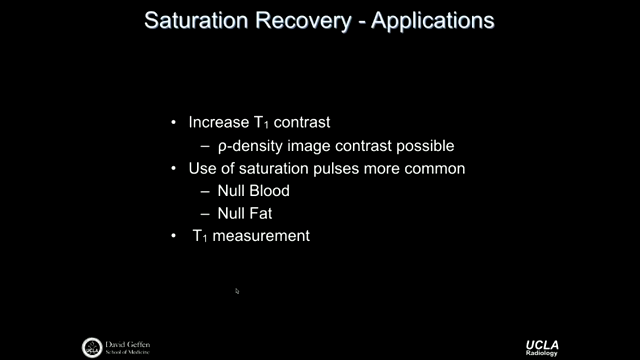 Saturation Recovery - Applications
• Increase T₁ contrast
– ρ-density image contrast possible
• Use of saturation pulses more common
– Null Blood
– Null Fat
• T₁ measurement
UCLA
David Geffen
School of Medicine
UCLA
Radiology